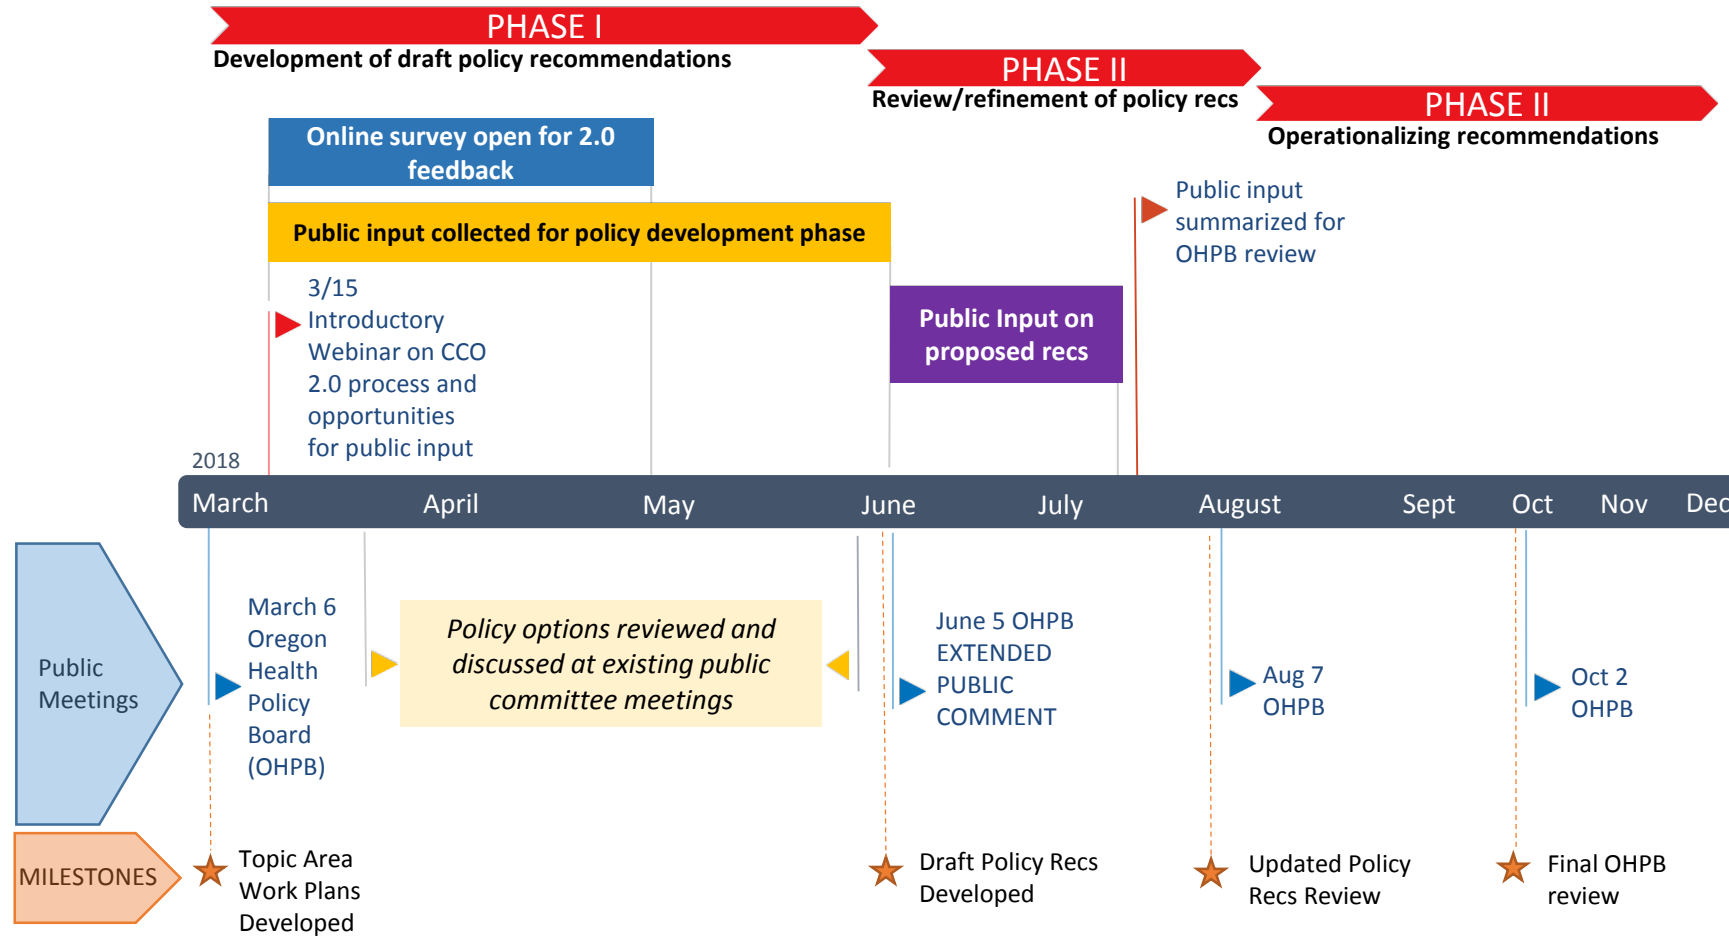 PHASE I
Development of draft policy recommendations
PHASE II
Review/refinement of policy recs
PHASE II
Operationalizing recommendations
Online survey open for 2.0
feedback
Public input collected for policy development phase
3/15
Introductory
Webinar on CCO
2.0 process and
opportunities
for public input
Public Input on
proposed recs
Public input
summarized for
OHPB review
2018
March April May June July August Sept Oct Nov Dec
Public
Meetings
March 6
Oregon
Health
Policy
Board
(OHPB)
Policy options reviewed and
discussed at existing public
committee meetings
June 5 OHPB
EXTENDED
PUBLIC
COMMENT
Aug 7
OHPB
Oct 2
OHPB
MILESTONES
Topic Area
Work Plans
Developed
Draft Policy Recs
Developed
Updated Policy
Recs Review
Final OHPB
review